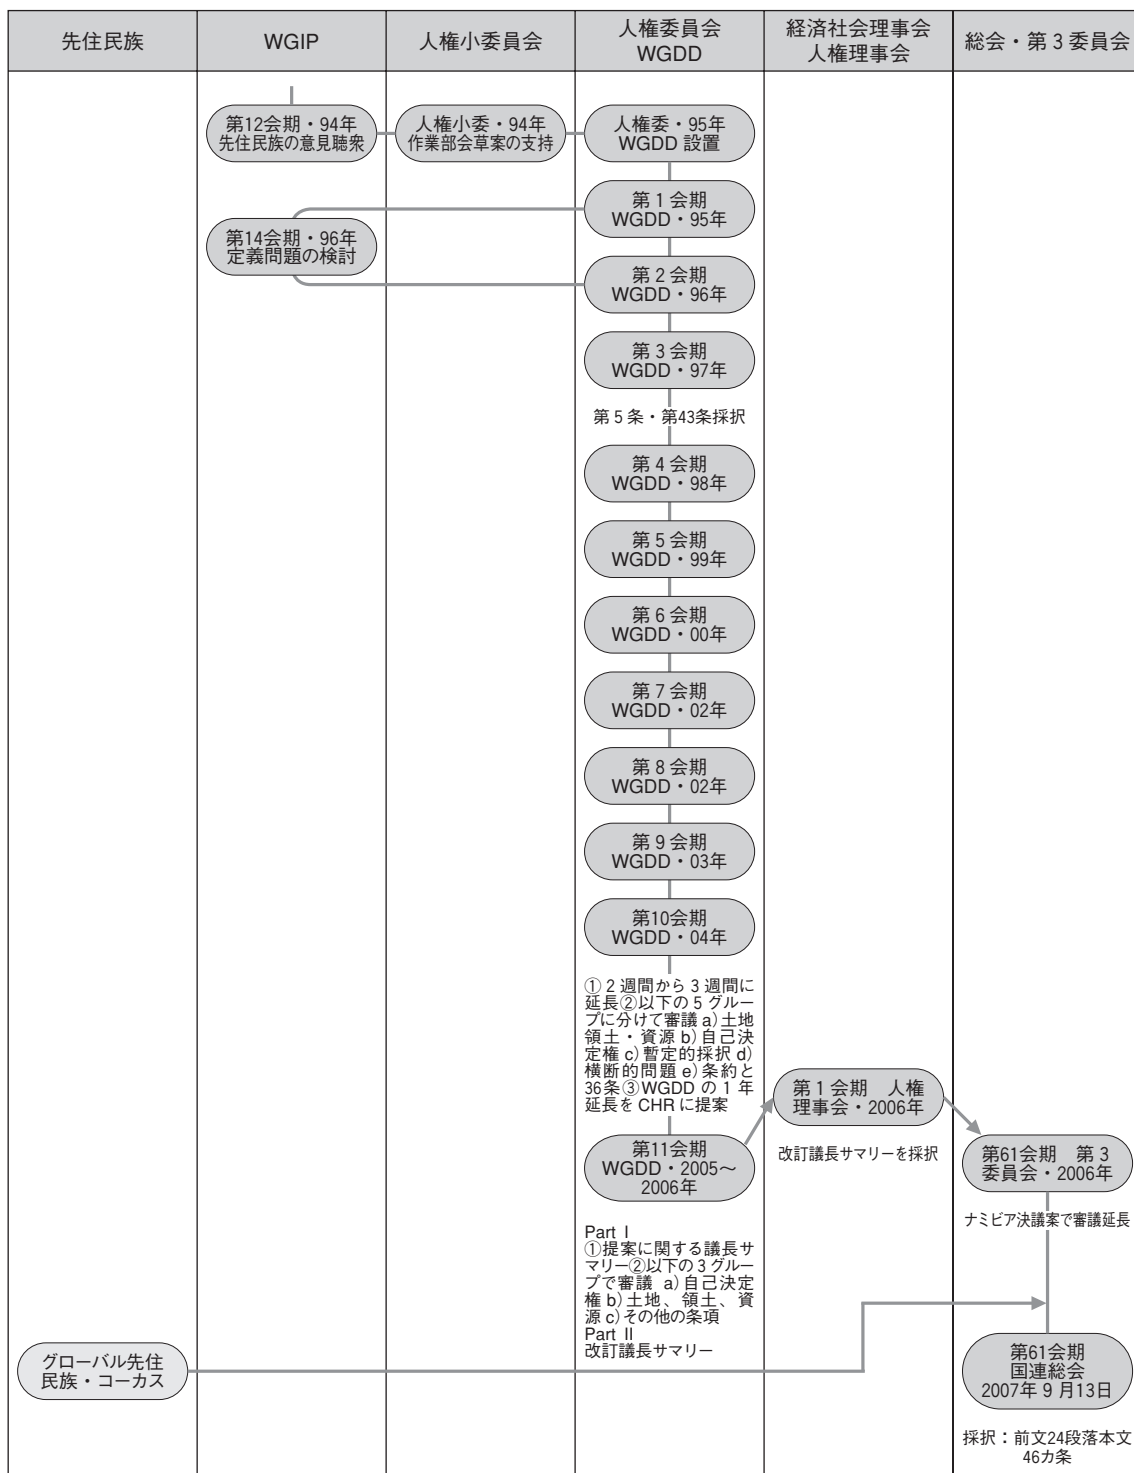 先住民族
WGIP
人権小委員会
人権委員会
WGDD
経済社会理事会
人権理事会
総会・第3委員会
第12会期・94年
先住民族の意見聴衆
人権小委・94年
作業部会草案の支持
人権委・95年
WGDD 設置
第1会期
WGDD・95年
第14会期・96年
定義問題の検討
第2会期
WGDD・96年
第3会期
WGDD・97年
第5条・第43条採択
第4会期
WGDD・98年
第5会期
WGDD・99年
第6会期
WGDD・00年
第7会期
WGDD・02年
第8会期
WGDD・02年
第9会期
WGDD・03年
第10会期
WGDD・04年
①2週間から3週間に
延長②以下の5グルー
プに分けて審議 a)土地
領土・資源 b)自己決
定権 c)暫定的採択 d)
横断的問題 e)条約と
36条③WGDD の1年
延長を CHR に提案
第11会期
WGDD・2005〜
2006年
第1会期 人権
理事会・2006年
改訂議長サマリーを採択
第61会期 第3
委員会・2006年
ナミビア決議案で審議延長
Part I
①提案に関する議長サ
マリー②以下の3グルー
プで審議 a)自己決定
権 b)土地、領土、資
源 c)その他の条項
Part II
改訂議長サマリー
グローバル先住
民族・コーカス
第61会期
国連総会
2007年9月13日
採択:前文24段落本文
46カ条